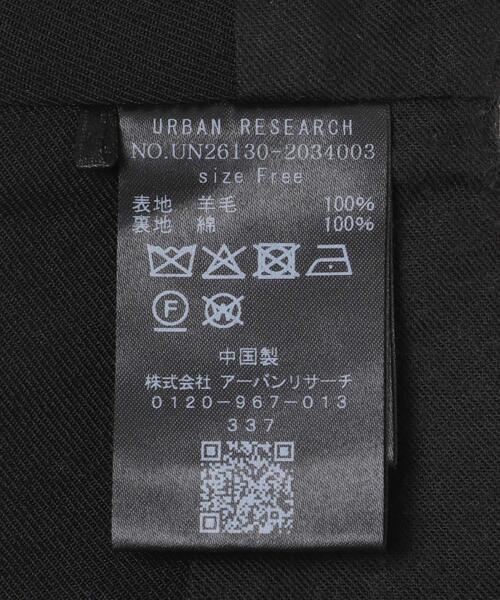 URBAN RESEARCH
NO.UN26130-2034003
size Free
表地 羊毛 100%
裏地 綿 100%
F W
中国製
株式会社 アーバンリサーチ
0120-967-013
337